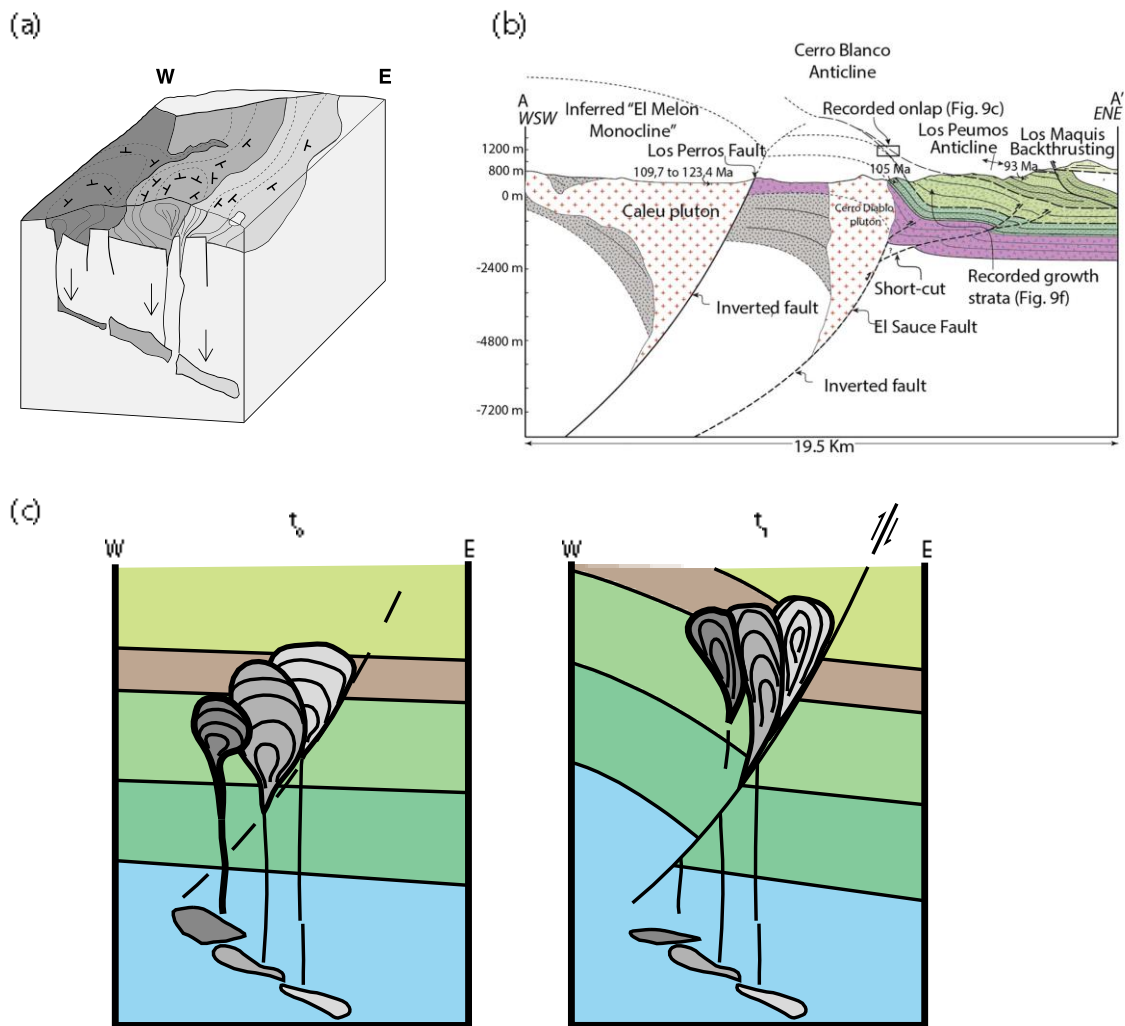 (a)
W
E
(b)
Cerro Blanco
Anticline
A
WSW
Inferred "El Melon
Monocline"
Recorded onlap (Fig. 9c)
A'
ENE
Los Peumos
Anticline
Los Maquis
Backthrusting
Los Perros Fault
1200 m
800 m
0 m
-2400 m
-4800 m
-7200 m
109,7 to 123,4 Ma
105 Ma
93 Ma
Caleu pluton
Cerro Diablo
pluton
Short-cut
Recorded growth
strata (Fig. 9f)
Inverted fault
El Sauce Fault
?
Inverted fault
19.5 Km
(c)
t0
W
E
t1
W
E